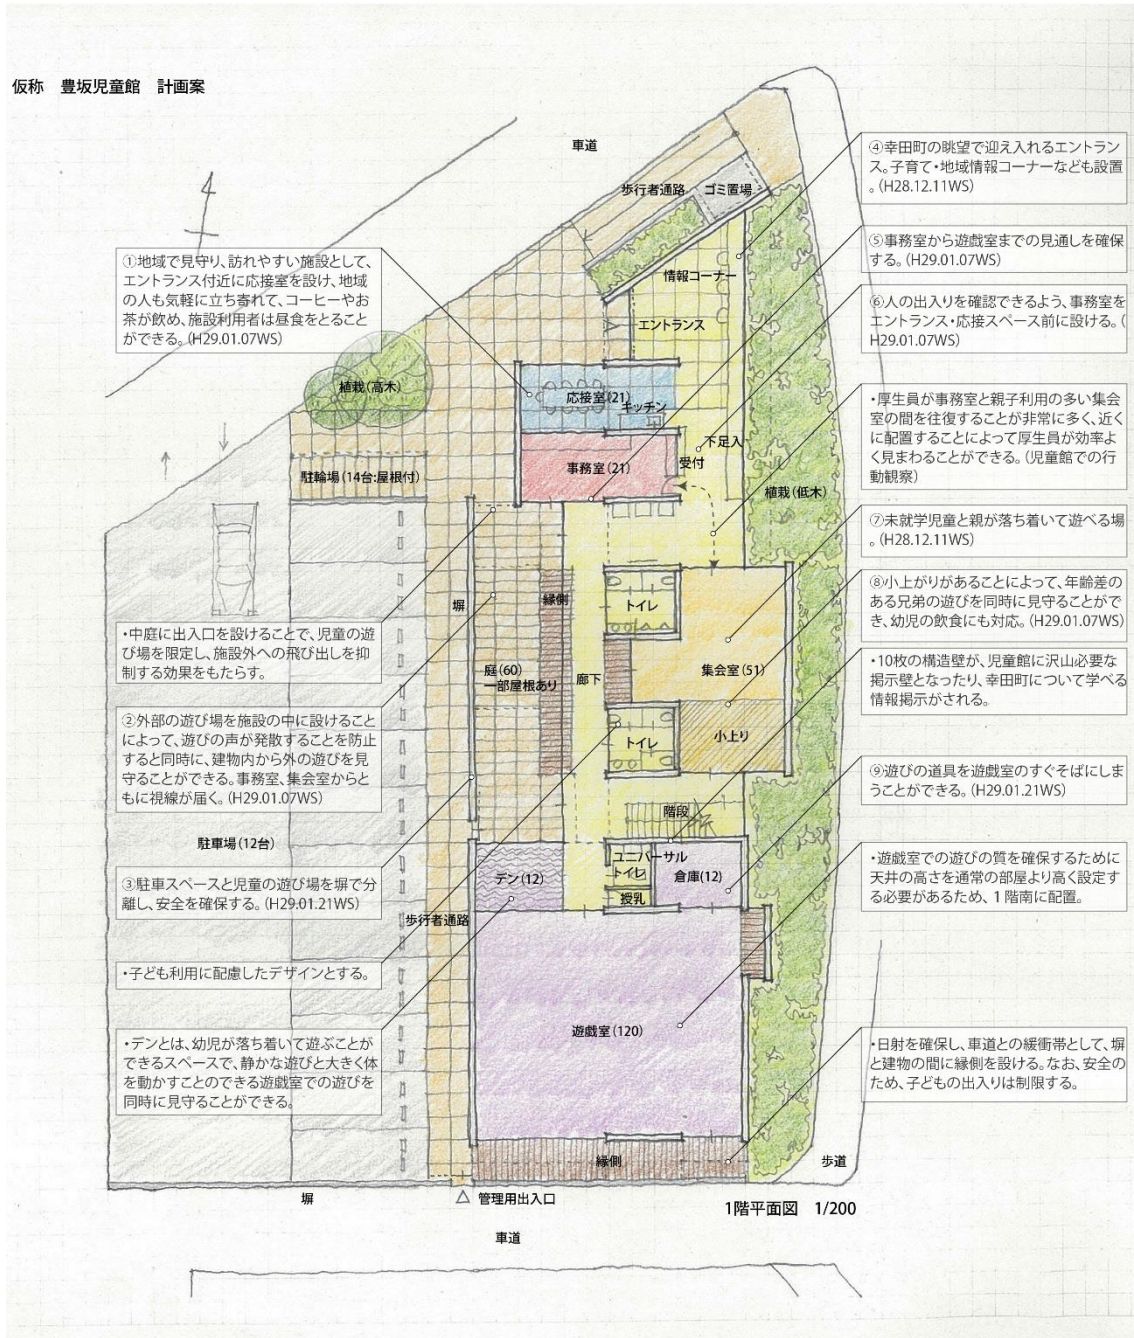 仮称　豊坂児童館　計画案
車道
歩行者通路
ゴミ置場
④幸田町の眺望で迎え入れるエントラン
ス。子育て・地域情報コーナーなども設置
。(H28.12.11WS)
⑤事務室から遊戯室までの見通しを確保
する。(H29.01.07WS)
①地域で見守り、訪れやすい施設として、
エントランス付近に応接室を設け、地域
の人も気軽に立ち寄れて、コーヒーやお
茶が飲め、施設利用者は昼食をとること
ができる。(H29.01.07WS)
情報コーナー
エントランス
⑥人の出入りを確認できるよう、事務室を
エントランス・応接スペース前に設ける。(
H29.01.07WS)
植栽(高木)
応接室(21)
キッチン
下足入
・厚生員が事務室と親子利用の多い集会
室の間を往復することが非常に多く、近く
に配置することによって厚生員が効率よ
く見まわることができる。(児童館での行
動観察)
駐輪場(14台:屋根付)
事務室(21)
受付
植栽(低木)
⑦未就学児童と親が落ち着いて遊べる場
。(H28.12.11WS)
⑧小上がりがあることによって、年齢差の
ある兄弟の遊びを同時に見守ることがで
き、幼児の飲食にも対応。(H29.01.07WS)
塀
縁側
トイレ
・中庭に出入口を設けることで、児童の遊
び場を限定し、施設外への飛び出しを抑
制する効果をもたらす。
庭(60)
一部屋根あり
廊下
集会室(51)
・10枚の構造壁が、児童館に沢山必要な
掲示壁となったり、幸田町について学べる
情報掲示がされる。
②外部の遊び場を施設の中に設けること
によって、遊びの声が発散することを防止
すると同時に、建物内から外の遊びを見
守ることができる。事務室、集会室からと
もに視線が届く。(H29.01.07WS)
トイレ
小上り
⑨遊びの道具を遊戯室のすぐそばにしま
うことができる。(H29.01.21WS)
階段
駐車場(12台)
③駐車スペースと児童の遊び場を塀で分
離し、安全を確保する。(H29.01.21WS)
デン(12)
ユニバーサル
トイレ
倉庫(12)
授乳
・遊戯室での遊びの質を確保するために
天井の高さを通常の部屋より高く設定す
る必要があるため、1階南に配置。
歩行者通路
・子ども利用に配慮したデザインとする。
遊戯室(120)
・デンとは、幼児が落ち着いて遊ぶことが
できるスペースで、静かな遊びと大きく体
を動かすことのできる遊戯室での遊びを
同時に見守ることができる。
・日射を確保し、車道との緩衝帯として、塀
と建物の間に縁側を設ける。なお、安全の
ため、子どもの出入りは制限する。
縁側
歩道
塀
管理用出入口
1階平面図　1/200
車道